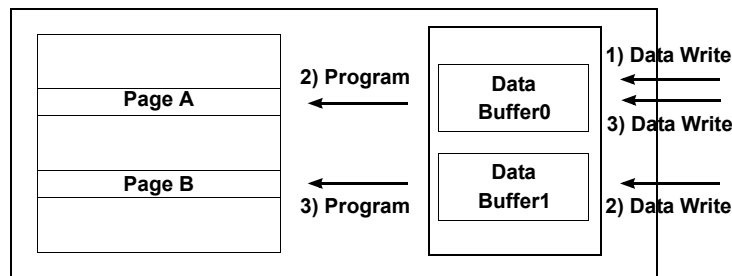 1) Data Write
2) Program
Data
Buffer0
Page A
3) Data Write
Page B
Data
Buffer1
3) Program
2) Data Write